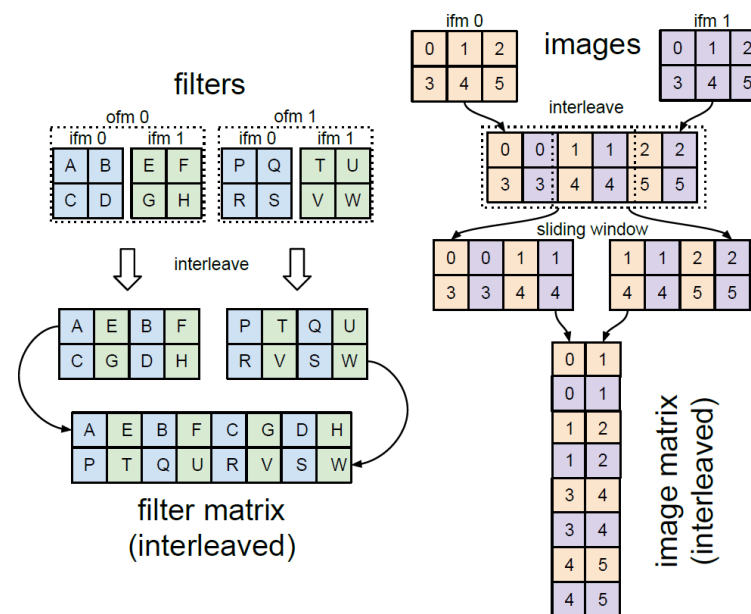 filters
ofm 0
ofm 1
ifm 0
ifm 1
ifm 0
ifm 1
A B E F P Q T U
C D G H R S V W
interleave
A E B F P T Q U
C G D H R V S W
A E B F C G D H
P T Q U R V S W
filter matrix
(interleaved)
ifm 0
images
ifm 1
0 1 2
3 4 5
0 1 2
3 4 5
interleave
0 0 1 1 2 2
3 3 4 4 5 5
sliding window
0 0 1 1
3 3 4 4
1 1 2 2
4 4 5 5
0 1
0 1
1 2
1 2
3 4
3 4
4 5
4 5
image matrix
(interleaved)